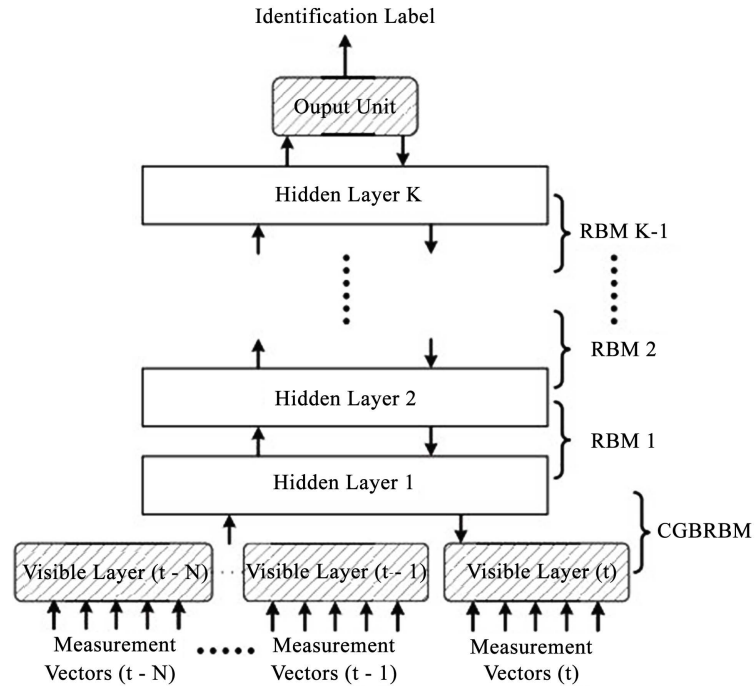 Identification Label
Ouput Unit
Hidden Layer K
RBM K-1
RBM 2
Hidden Layer 2
RBM 1
Hidden Layer 1
CGBRBM
Visible Layer (t - N)
Visible Layer (t - 1)
Visible Layer (t)
Measurement
Vectors (t - N)
Measurement
Vectors (t - 1)
Measurement
Vectors (t)